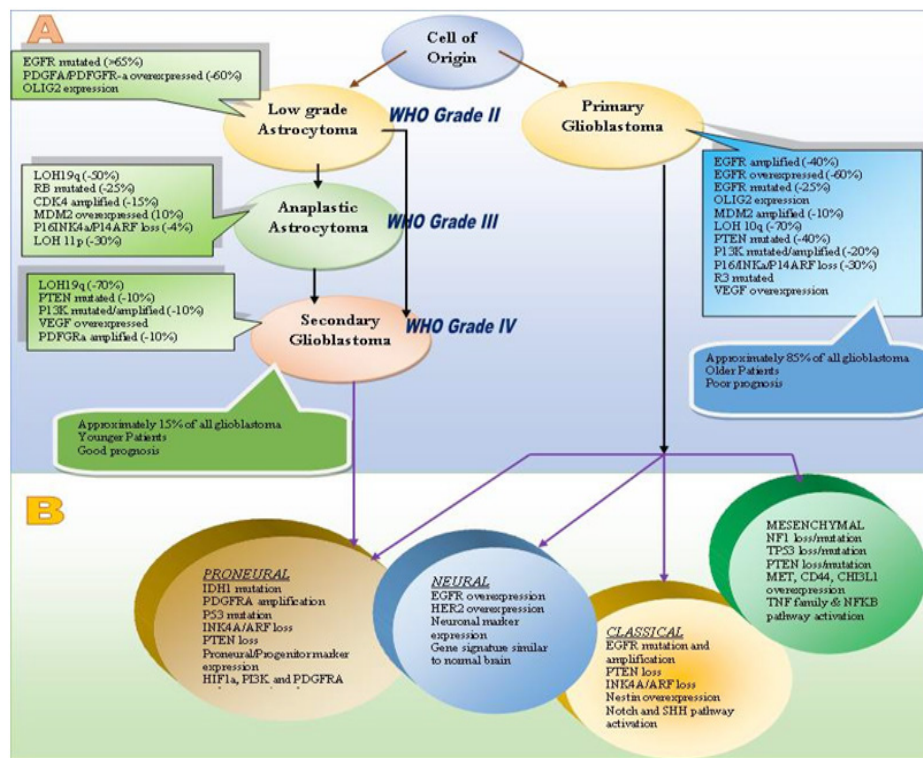 A
Cell of
Origin
EGFR mutated (>65%)
PDGFA/PDFGFR-a overexpressed (-60%)
OLIG2 expression
Low grade
Astrocytoma
WHO Grade II
Primary
Glioblastoma
LOH19q (-50%)
RB mutated (-25%)
CDK4 amplified (-15%)
MDM2 overexpressed (10%)
P16INK4a/P14ARF loss (-4%)
LOH 11p (-30%)
Anaplastic
Astrocytoma
WHO Grade III
EGFR amplified (-40%)
EGFR overexpressed (-60%)
EGFR mutated (-25%)
OLIG2 expression
MDM2 amplified (-10%)
LOH 10q (-70%)
PTEN mutated (-40%)
P13K mutated/amplified (-20%)
P16/INKa/P14ARF loss (-30%)
R3 mutated
VEGF overexpression
LOH19q (-70%)
PTEN mutated (-10%)
P13K mutated/amplified (-10%)
VEGF overexpressed
PDFGRa amplified (-10%)
Secondary
Glioblastoma
WHO Grade IV
Approximately 85% of all glioblastoma
Older Patients
Poor prognosis
Approximately 15% of all glioblastoma
Younger Patients
Good prognosis
B
PRONEURAL
IDH1 mutation
PDGFRA amplification
P53 mutation
INK4A/ARF loss
PTEN loss
Proneural/Progenitor marker
expression
HIF1a, PI3K and PDGFRA
NEURAL
EGFR overexpression
HER2 overexpression
Neuronal marker
expression
Gene signature similar
to normal brain
CLASSICAL
EGFR mutation and
amplification
PTEN loss
INK4A/ARF loss
Nestin overexpression
Notch and SHH pathway
activation
MESENCHYMAL
NF1 loss/mutation
TP53 loss/mutation
PTEN loss/mutation
MET, CD44, CHI3L1
overexpression
TNF family & NFKB
pathway activation